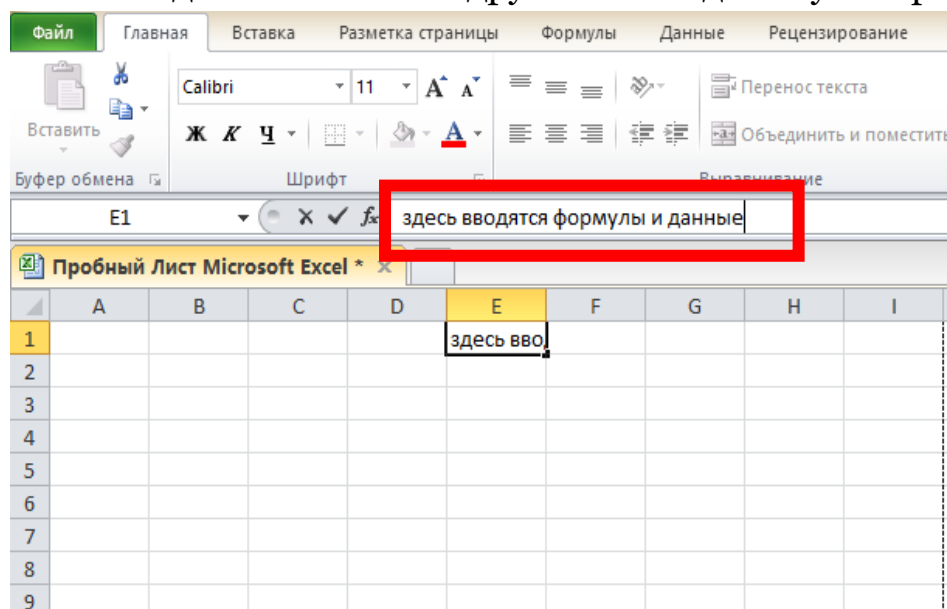 Файл Главная Вставка Разметка страницы Формулы Данные Рецензирование
Calibri 11 А А Перенос текста
Вставить Ж К Ч А Объединить и поместить
Буфер обмена Шрифт Выравнивание
E1 fx здесь вводятся формулы и данные
Пробный Лист Microsoft Excel *
A B C D E F G H I
1 здесь вво
2
3
4
5
6
7
8
9